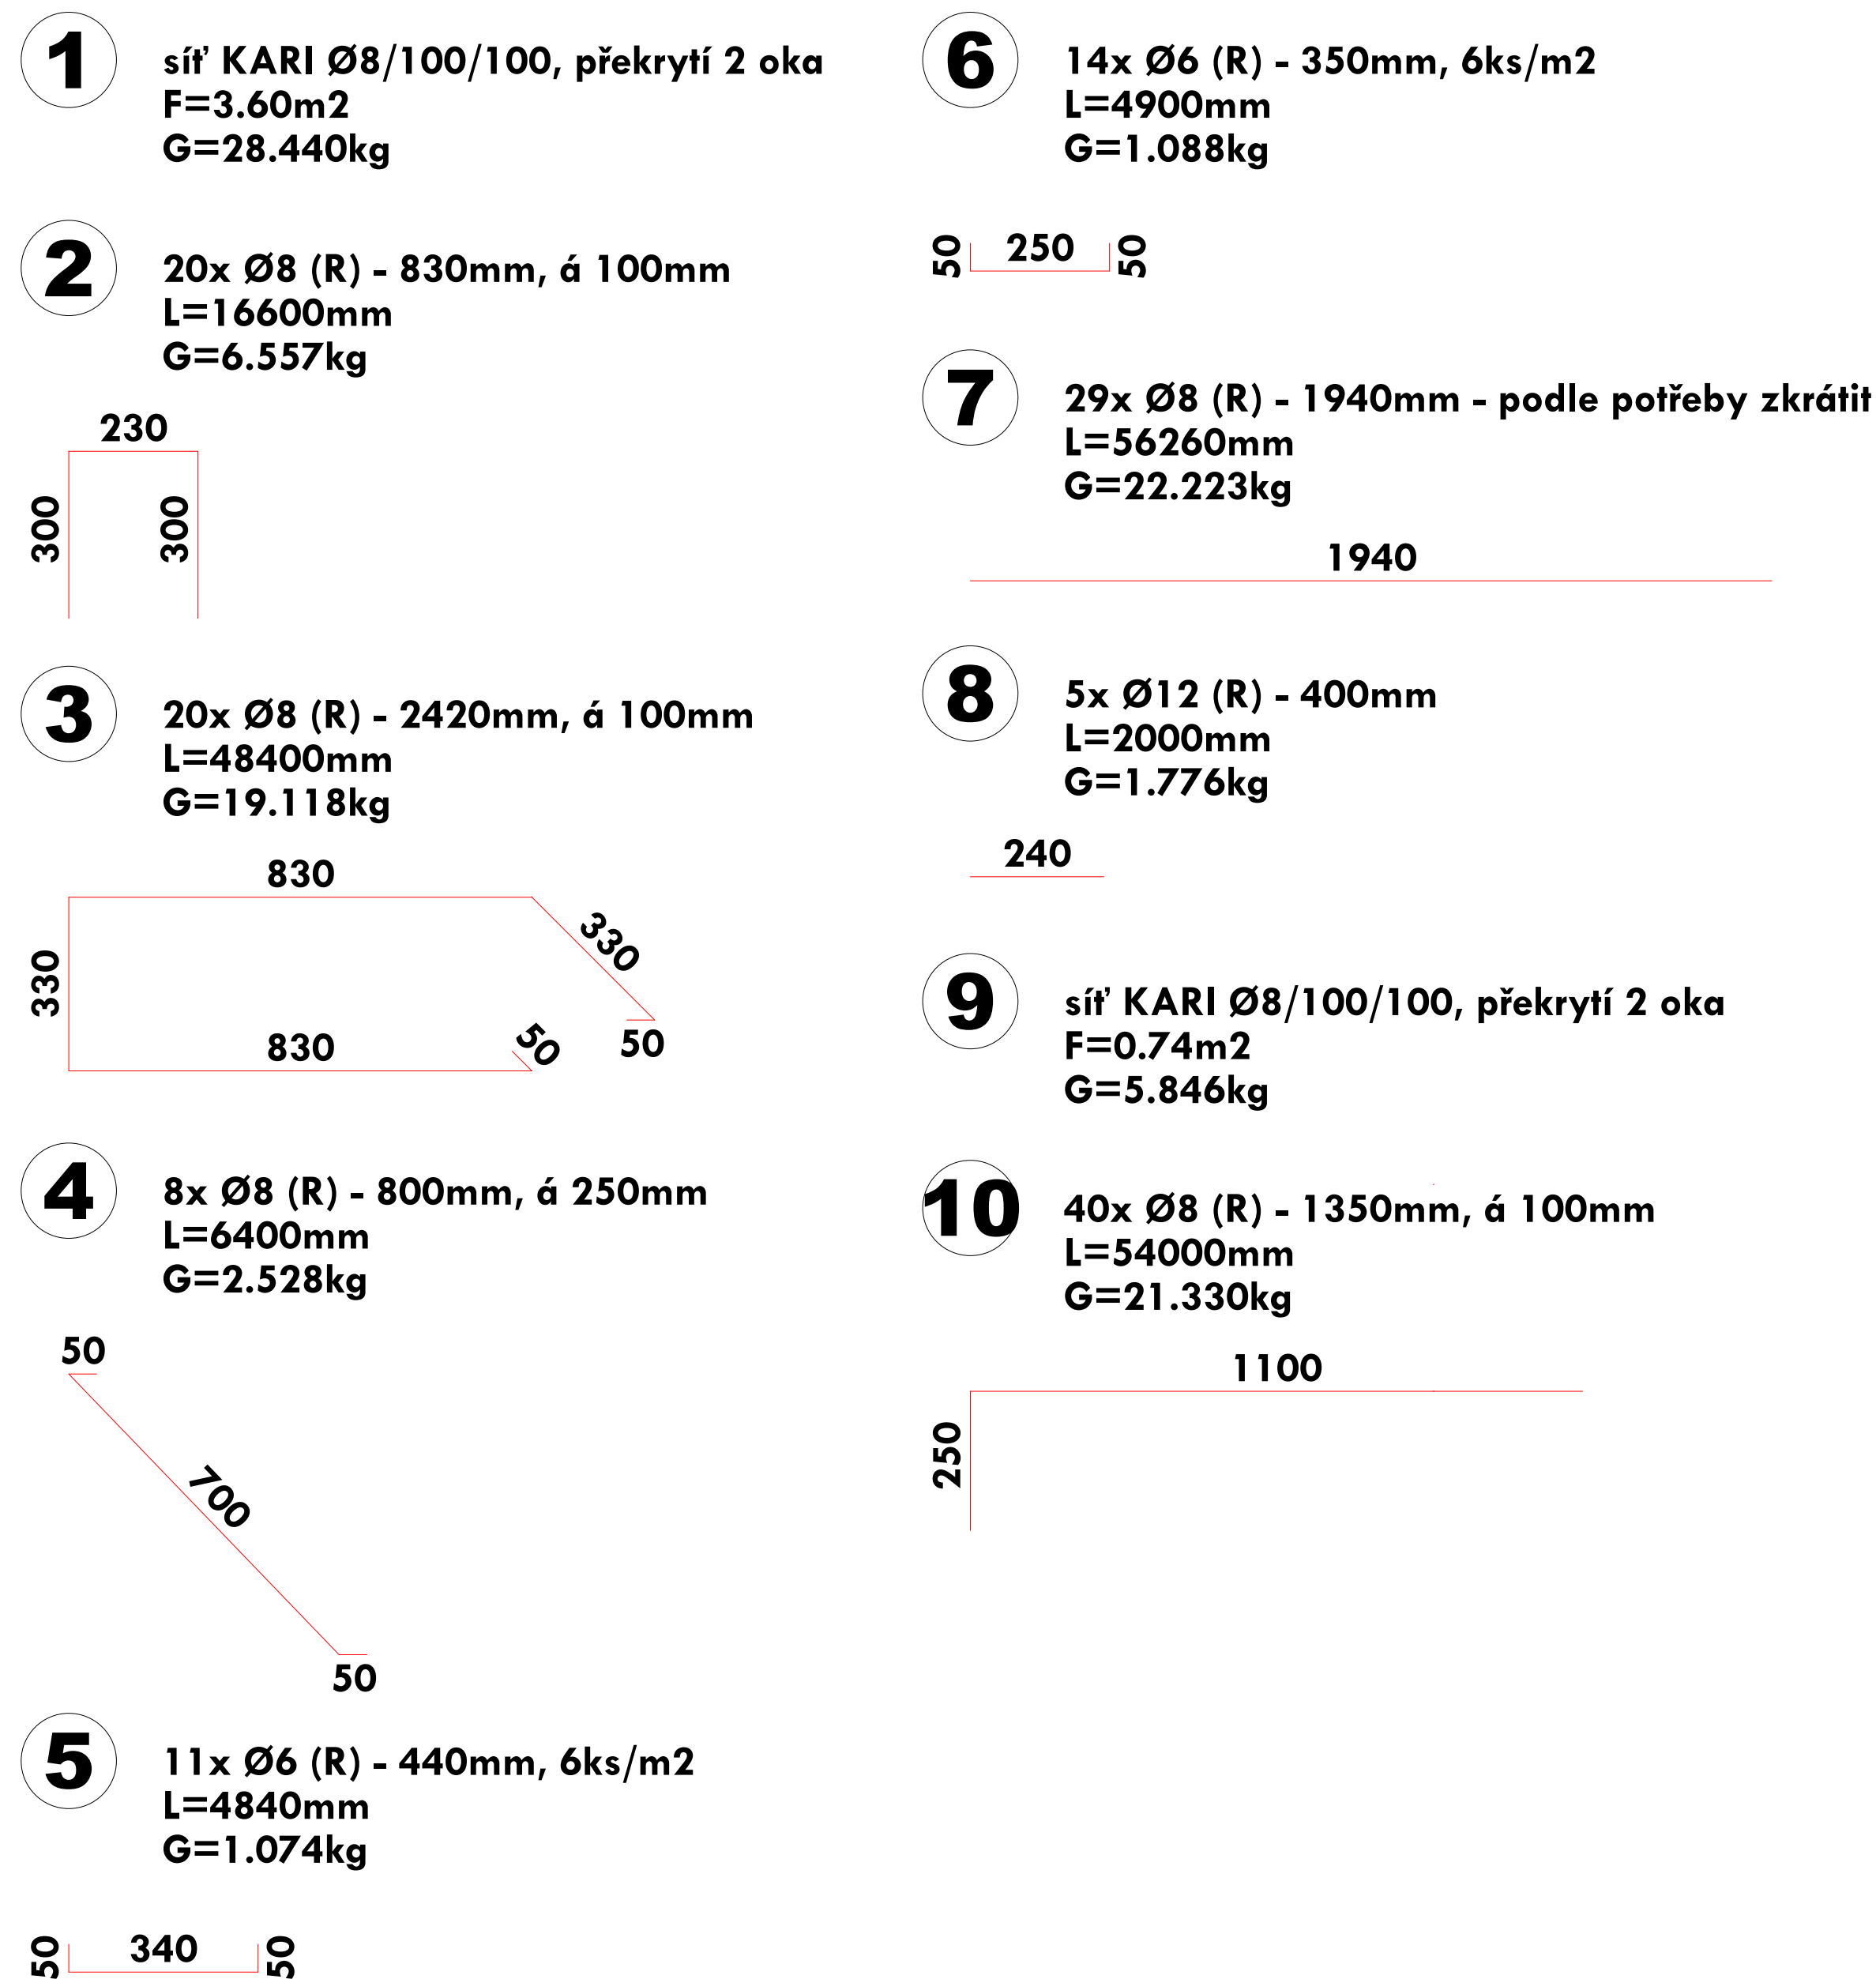 1
síť KARI Ø8/100/100, překrytí 2 oka
F=3.60m2
G=28.440kg
2
20x Ø8 (R) - 830mm, á 100mm
L=16600mm
G=6.557kg
230
300
300
3
20x Ø8 (R) - 2420mm, á 100mm
L=48400mm
G=19.118kg
830
330
330
50
830
50
4
8x Ø8 (R) - 800mm, á 250mm
L=6400mm
G=2.528kg
50
700
50
5
11x Ø6 (R) - 440mm, 6ks/m2
L=4840mm
G=1.074kg
50
340
50
6
14x Ø6 (R) - 350mm, 6ks/m2
L=4900mm
G=1.088kg
50
250
50
7
29x Ø8 (R) - 1940mm - podle potřeby zkrátit
L=56260mm
G=22.223kg
1940
8
5x Ø12 (R) - 400mm
L=2000mm
G=1.776kg
240
9
síť KARI Ø8/100/100, překrytí 2 oka
F=0.74m2
G=5.846kg
10
40x Ø8 (R) - 1350mm, á 100mm
L=54000mm
G=21.330kg
1100
250